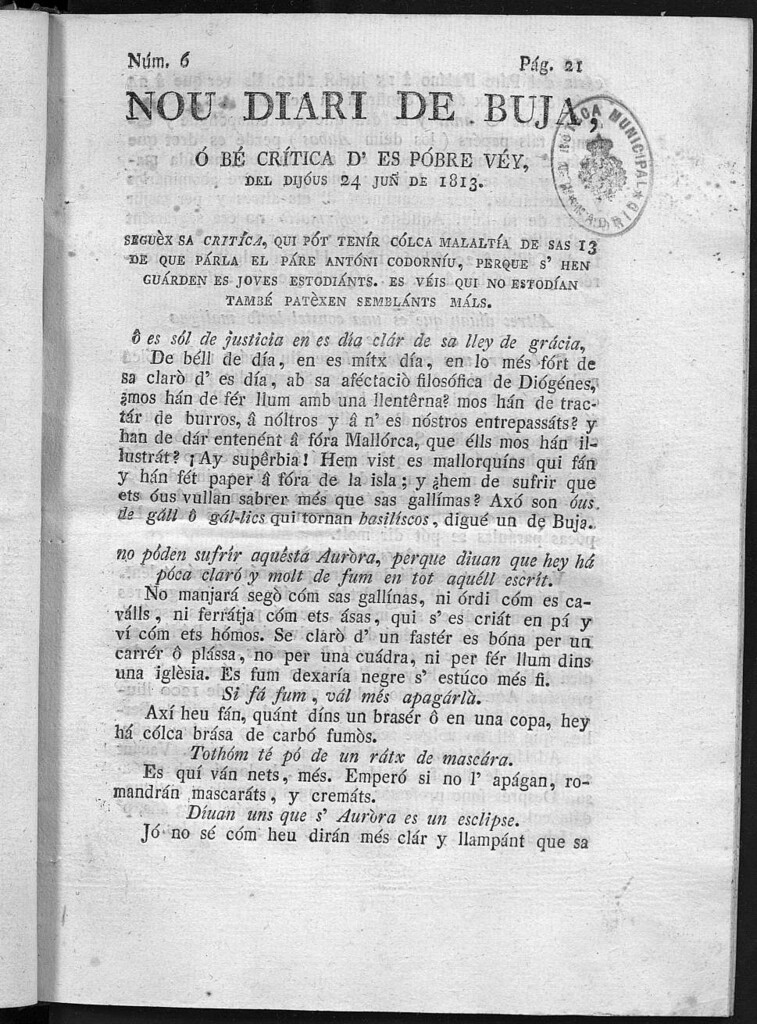 Núm. 6 Pág. 21
NOU DIARI DE BUJA,
Ó BÉ CRÍTICA D' ES PÓBRE VÉY,
DEL DIJÓUS 24 JUÑ DE 1813.
SEGUÈX SA CRITÍCA, QUI PÓT TENÍR CÓLCA MALALTÍA DE SAS 13
DE QUE PÁRLA EL PÁRE ANTÓNI CODORNÍU, PERQUE S' HEN
GUÁRDEN ES JOVES ESTODIÁNTS. ES VÉIS QUI NO ESTODÍAN
TAMBÉ PATÈXEN SEMBLÁNTS MÁLS.
ô es sól de justicia en es día clár de sa lley de grácia,
De béll de día, en es mítx día, en lo més fórt de
sa clarò d' es día, ab sa aféctaciò filosófica de Diógénes,
¿mos hán de fér llum amb una llentêrna? mos hán de trac-
tár de burros, â nóltros y â n' es nóstros entrepassáts? y
han de dár entenént â fóra Mallórca, que élls mos hán il-
lustrát? ¡Ay supêrbia! Hem vist es mallorquíns qui fán
y hán fét paper â fóra de la isla; y ¿hem de sufrir que
ets óus vullan sabrer més que sas gallímas? Axó son óus
de gáll ô gál-lics qui tornan basilíscos, digué un de Buja.
no póden sufrír aquésta Auròra, perque diuan que hey há
póca claró y molt de fum en tot aquéll escrít.
No manjará segò cóm sas gallínas, ni órdi cóm es ca-
válls, ni ferrátja cóm ets ásas, qui s' es criát en pá y
ví cóm ets hómos. Se claró d' un fastér es bóna per un
carrér ô plássa, no per una cuádra, ni per fér llum dins
una iglèsia. Es fum dexaría negre s' estúco més fi.
Si fá fum, vál més apagárlà.
Axí heu fán, quánt díns un brasér ô en una copa, hey
há cólca brása de carbó fumòs.
Tothóm té pó de un rátx de mascára.
Es quí ván nets, més. Emperó si no l' apágan, ro-
mandrán mascaráts, y cremáts.
Díuan uns que s' Auròra es un esclipse.
Jó no sé cóm heu dirán més clár y llampánt que sa
HEMEROTECA MUNICIPAL
MADRID